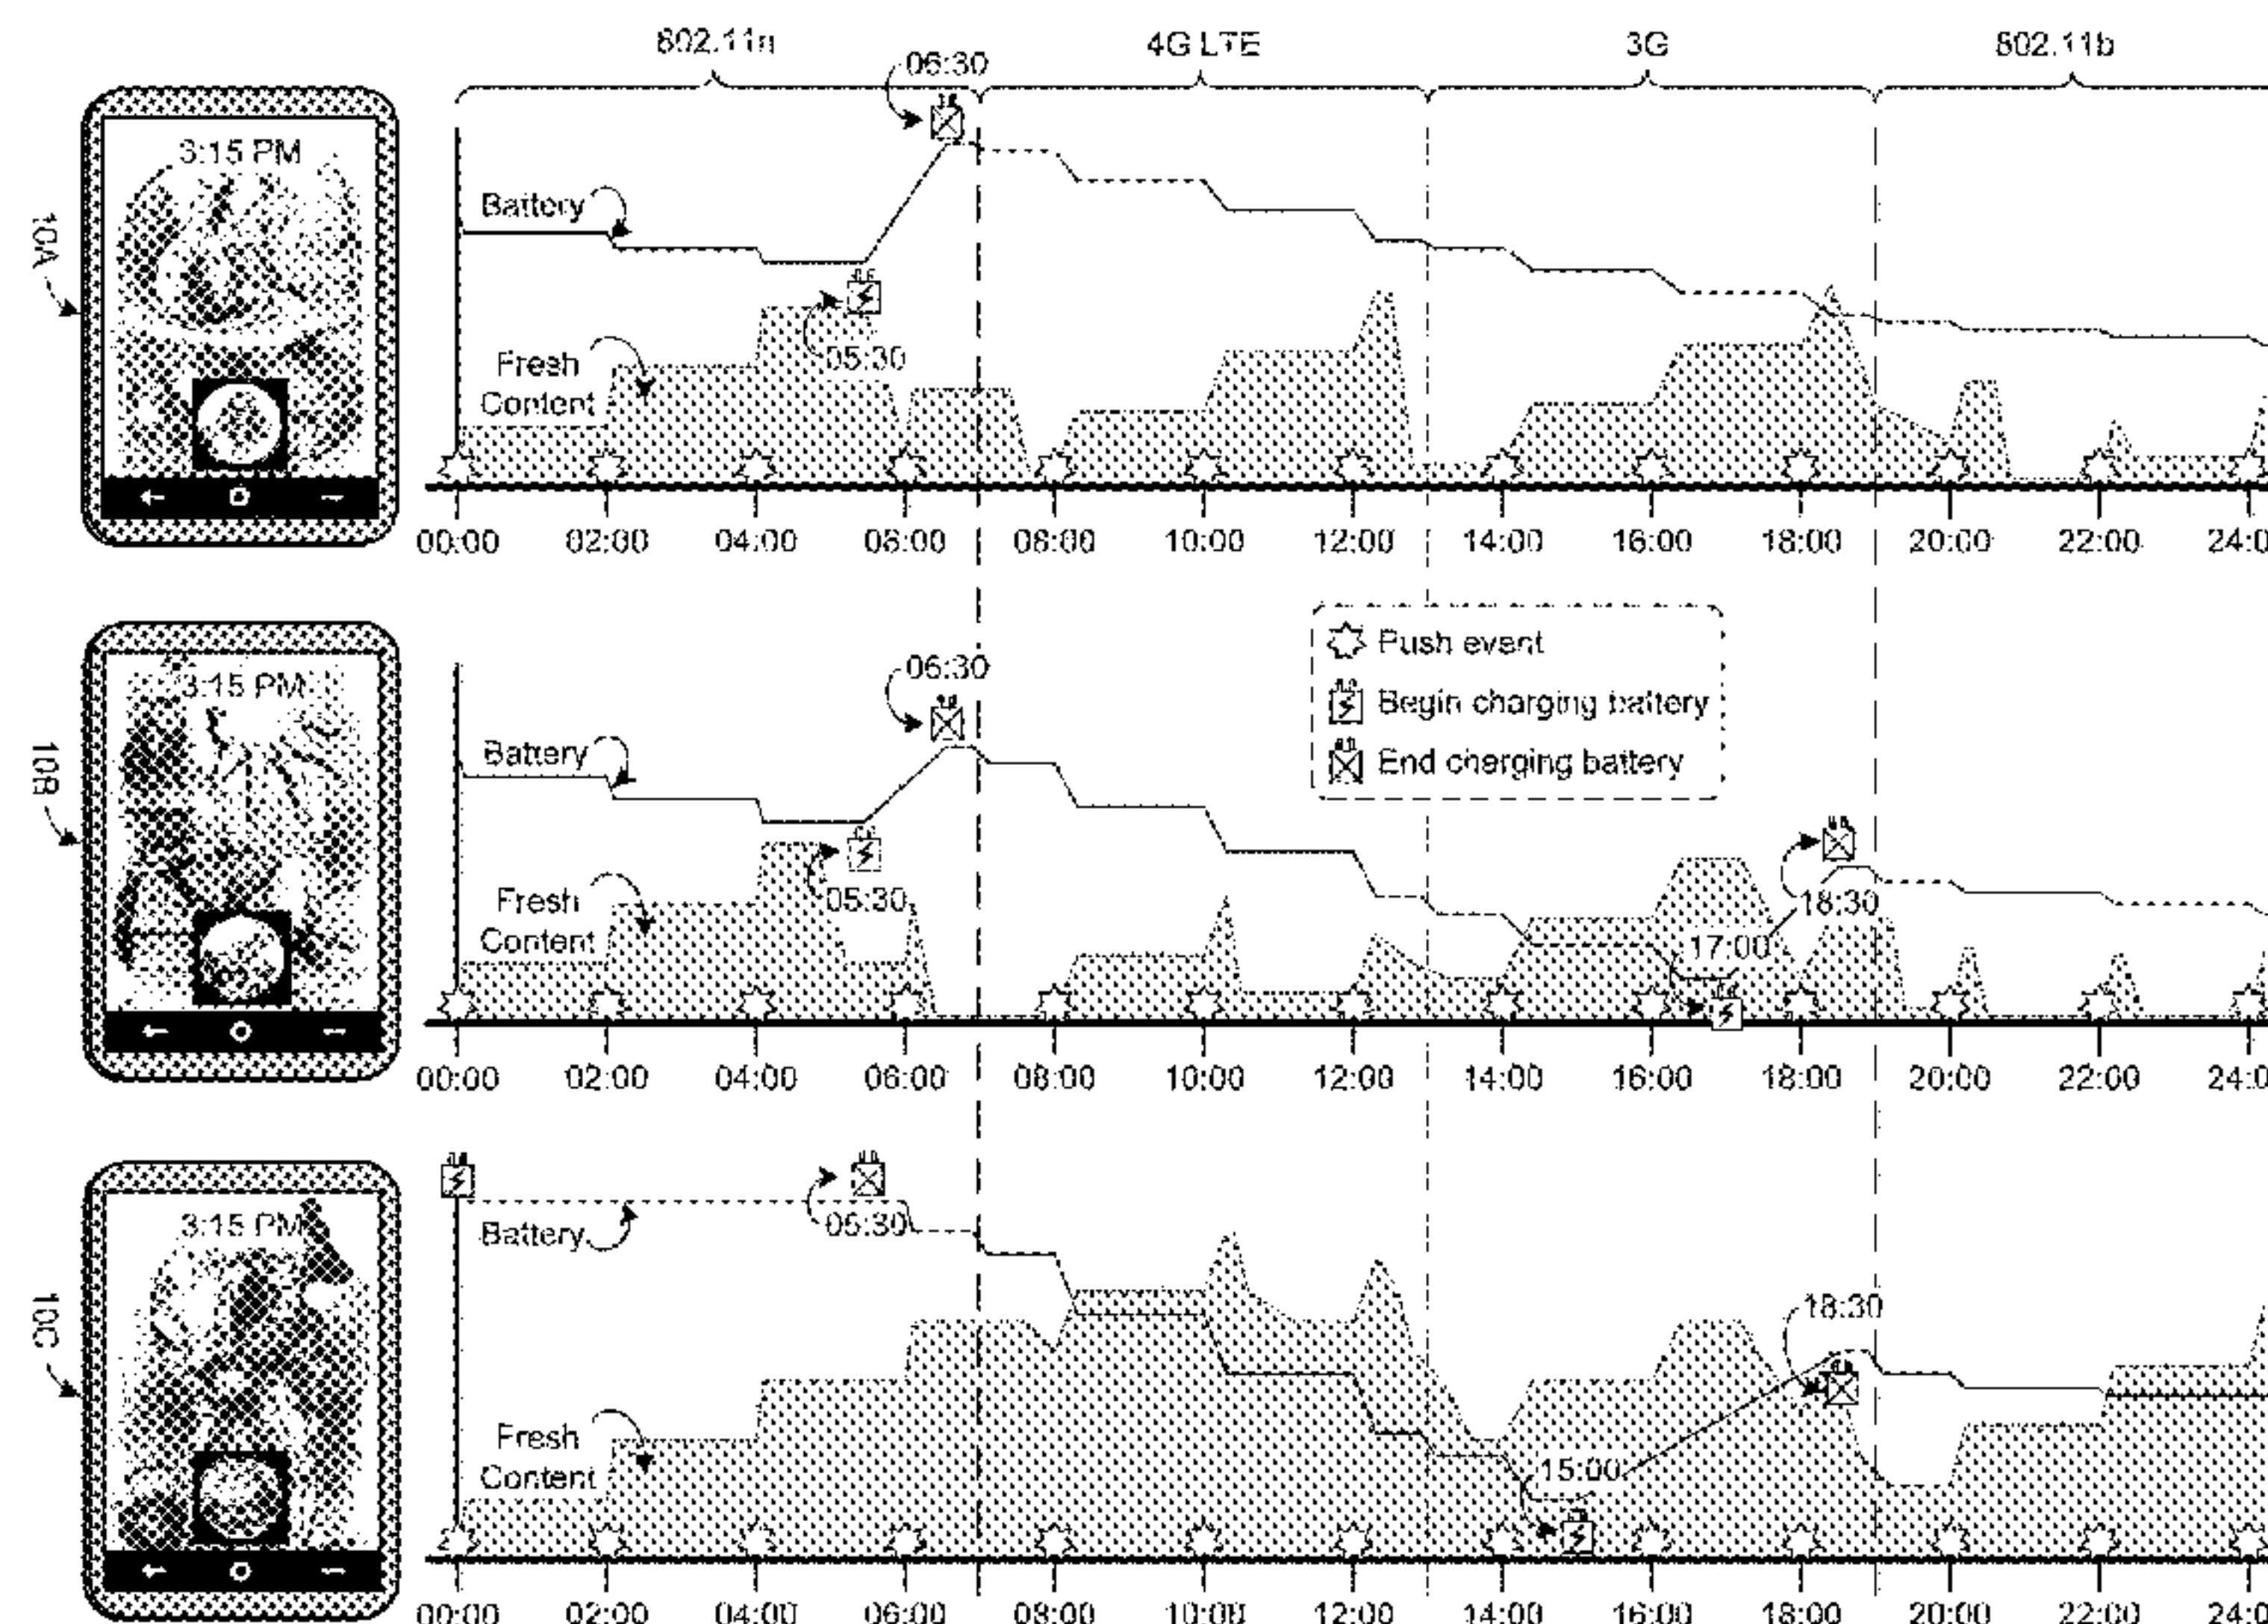 802.11n 4G LTE 3G 802.11b
06:30
3:15 PM
Battery
10A
Fresh
Content
05:30
00:00 02:00 04:00 06:00 08:00 10:00 12:00 14:00 16:00 18:00 20:00 22:00 24:0
Push event
Begin charging battery
End charging battery
06:30
3:15 PM
Battery
10B
Fresh
Content
05:30
18:30
17:00
00:00 02:00 04:00 06:00 08:00 10:00 12:00 14:00 16:00 18:00 20:00 22:00 24:0
3:15 PM
Battery
05:30
18:30
10C
Fresh
Content
15:00
00:00 02:00 04:00 06:00 08:00 10:00 12:00 14:00 16:00 18:00 20:00 22:00 24:0